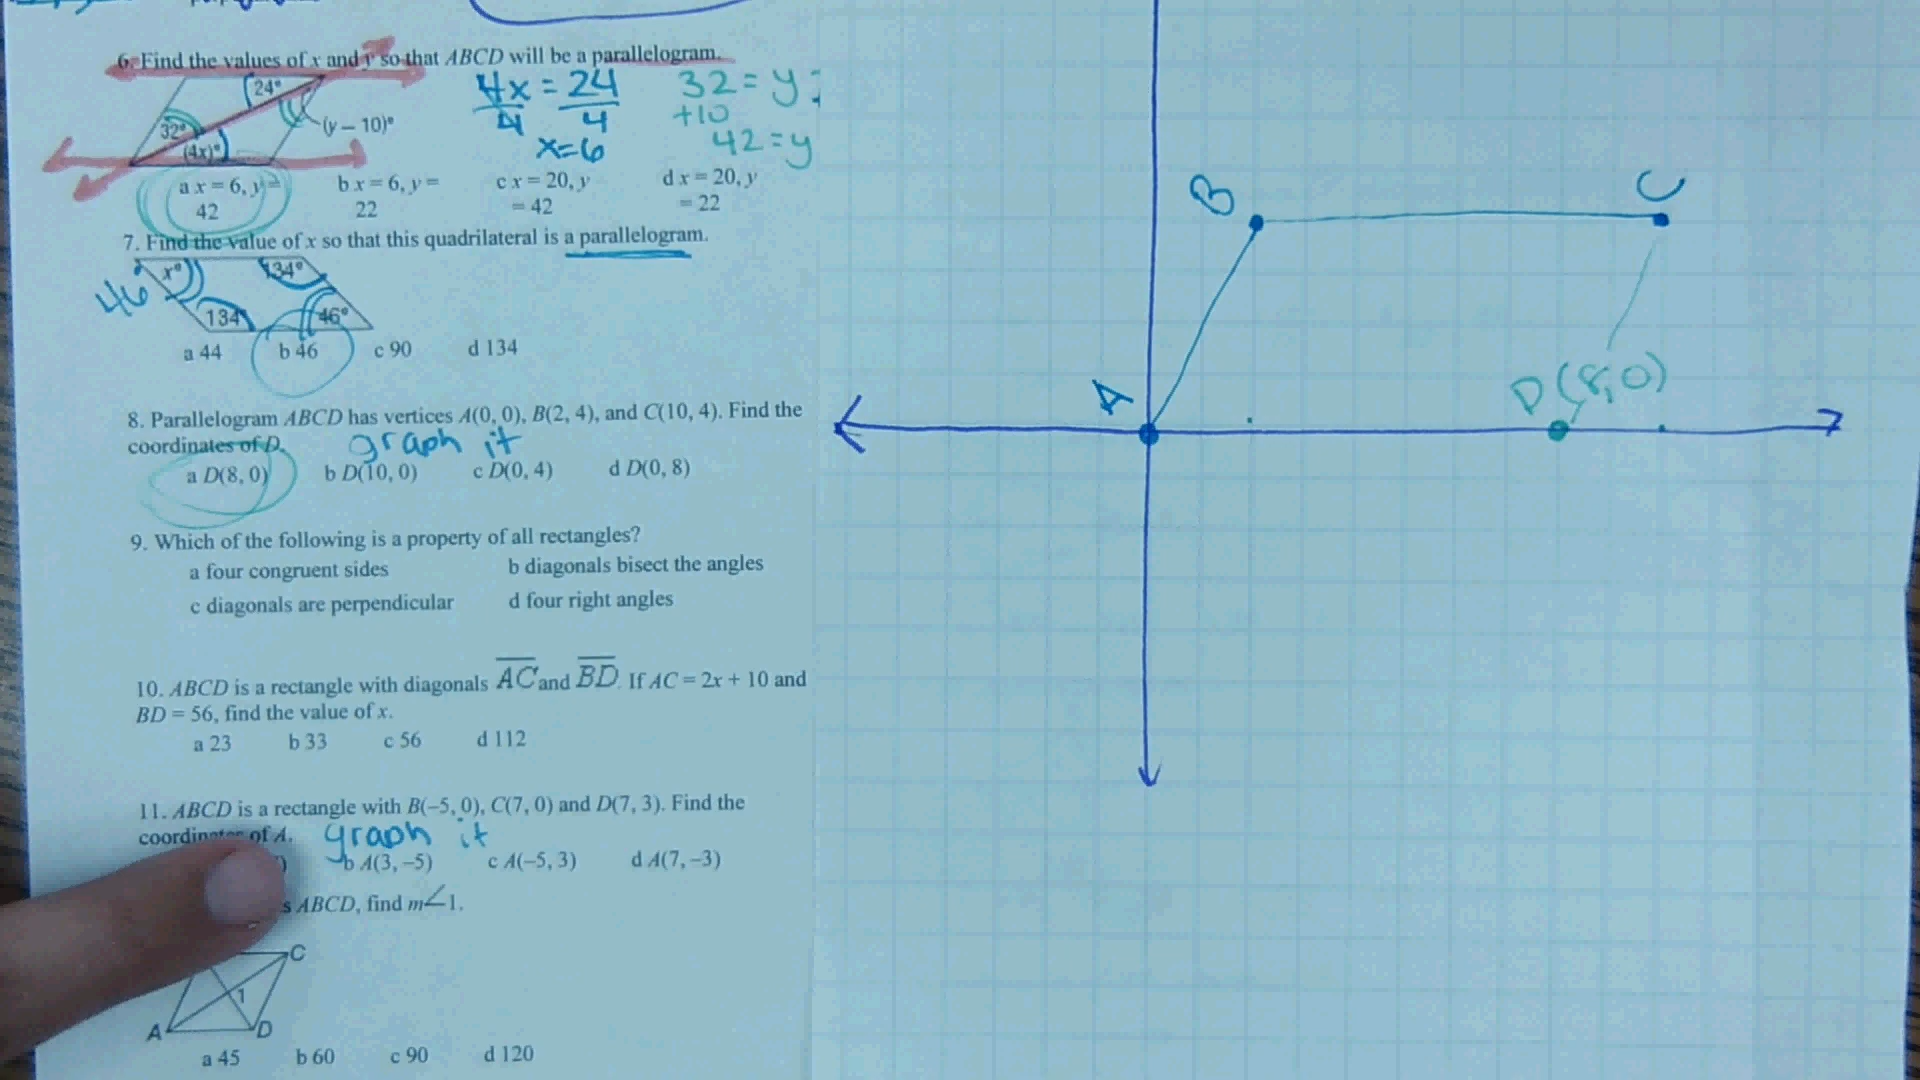 6. Find the values of x and y so that ABCD will be a parallelogram.
24°
32°
(4x)°
(y – 10)°
4x = 24
4 4
x=6
32 = y
+10
42 = y
a x = 6, y =
42
b x = 6, y =
22
c x = 20, y
= 42
d x = 20, y
= 22
7. Find the value of x so that this quadrilateral is a parallelogram.
46
x°
134°
134
46°
a 44 b 46 c 90 d 134
8. Parallelogram ABCD has vertices A(0, 0), B(2, 4), and C(10, 4). Find the
coordinates of D.
graph it
a D(8, 0) b D(10, 0) c D(0, 4) d D(0, 8)
9. Which of the following is a property of all rectangles?
a four congruent sides b diagonals bisect the angles
c diagonals are perpendicular d four right angles
10. ABCD is a rectangle with diagonals AC and BD. If AC = 2x + 10 and
BD = 56, find the value of x.
a 23 b 33 c 56 d 112
11. ABCD is a rectangle with B(–5, 0), C(7, 0) and D(7, 3). Find the
coordinates of A.
graph it
b A(3, –5) c A(–5, 3) d A(7, –3)
ABCD, find m∠1.
C
1
A D
a 45 b 60 c 90 d 120
B
C
A
D (8,0)